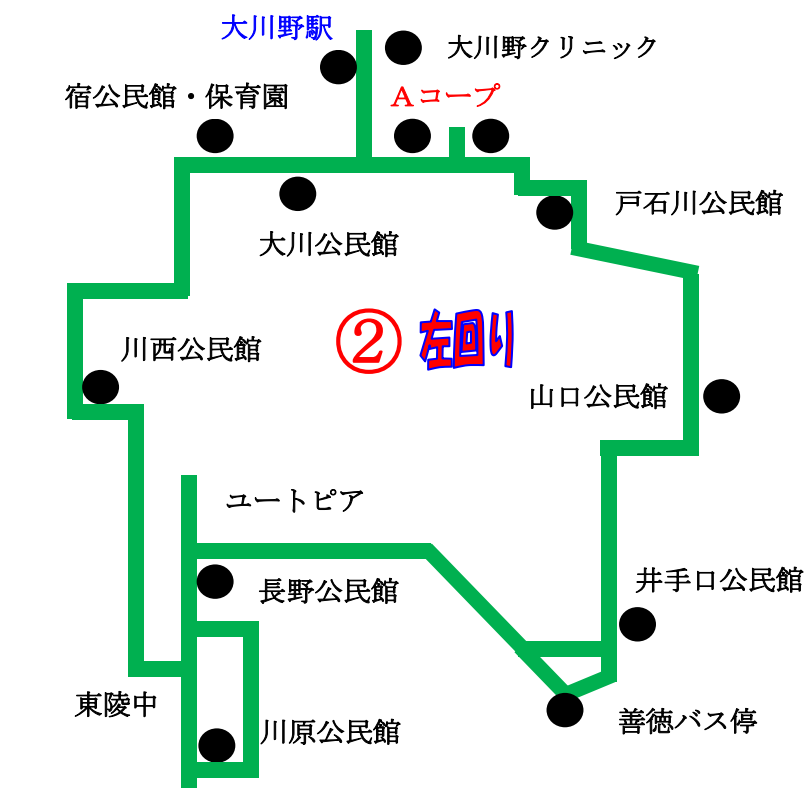 大川野駅
大川野クリニック
宿公民館・保育園
Aコープ
戸石川公民館
大川公民館
② 左回り
川西公民館
山口公民館
ユートピア
長野公民館
井手口公民館
東陵中
川原公民館
善徳バス停